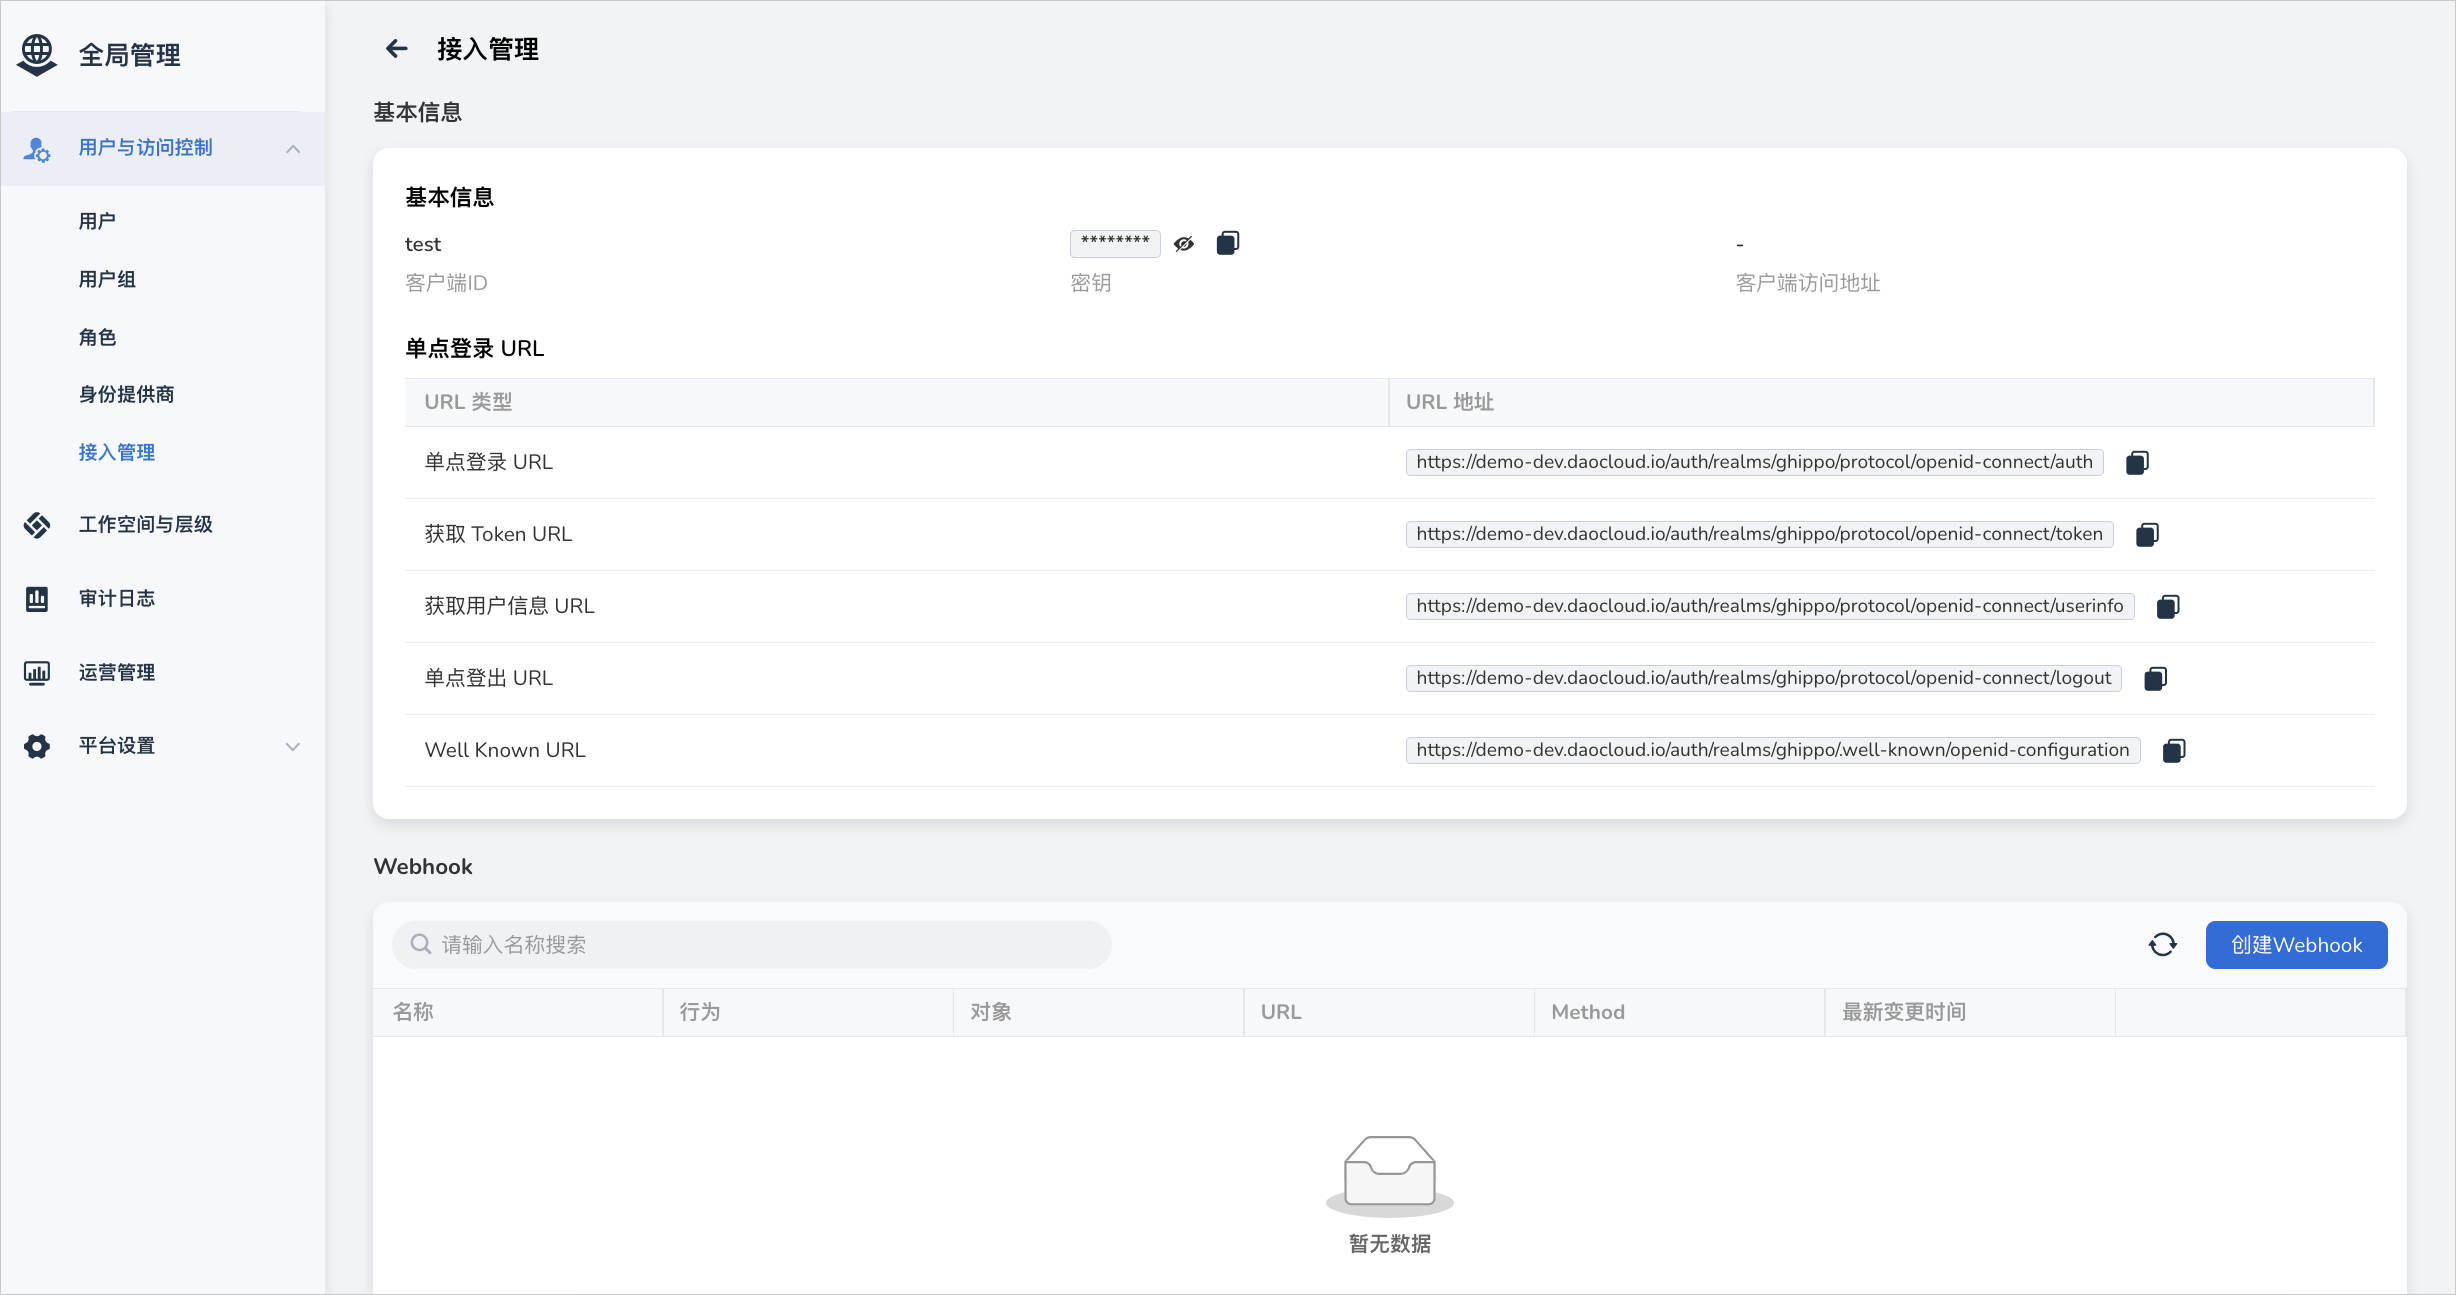 全局管理
用户与访问控制
用户
用户组
角色
身份提供商
接入管理
工作空间与层级
审计日志
运营管理
平台设置
接入管理
基本信息
基本信息
test
客户端ID
********
密钥
-
客户端访问地址
单点登录 URL
URL 类型 URL 地址
单点登录 URL https://demo-dev.daocloud.io/auth/realms/ghippo/protocol/openid-connect/auth
获取 Token URL https://demo-dev.daocloud.io/auth/realms/ghippo/protocol/openid-connect/token
获取用户信息 URL https://demo-dev.daocloud.io/auth/realms/ghippo/protocol/openid-connect/userinfo
单点登出 URL https://demo-dev.daocloud.io/auth/realms/ghippo/protocol/openid-connect/logout
Well Known URL https://demo-dev.daocloud.io/auth/realms/ghippo/.well-known/openid-configuration
Webhook
请输入名称搜索
创建Webhook
名称 行为 对象 URL Method 最新变更时间
暂无数据